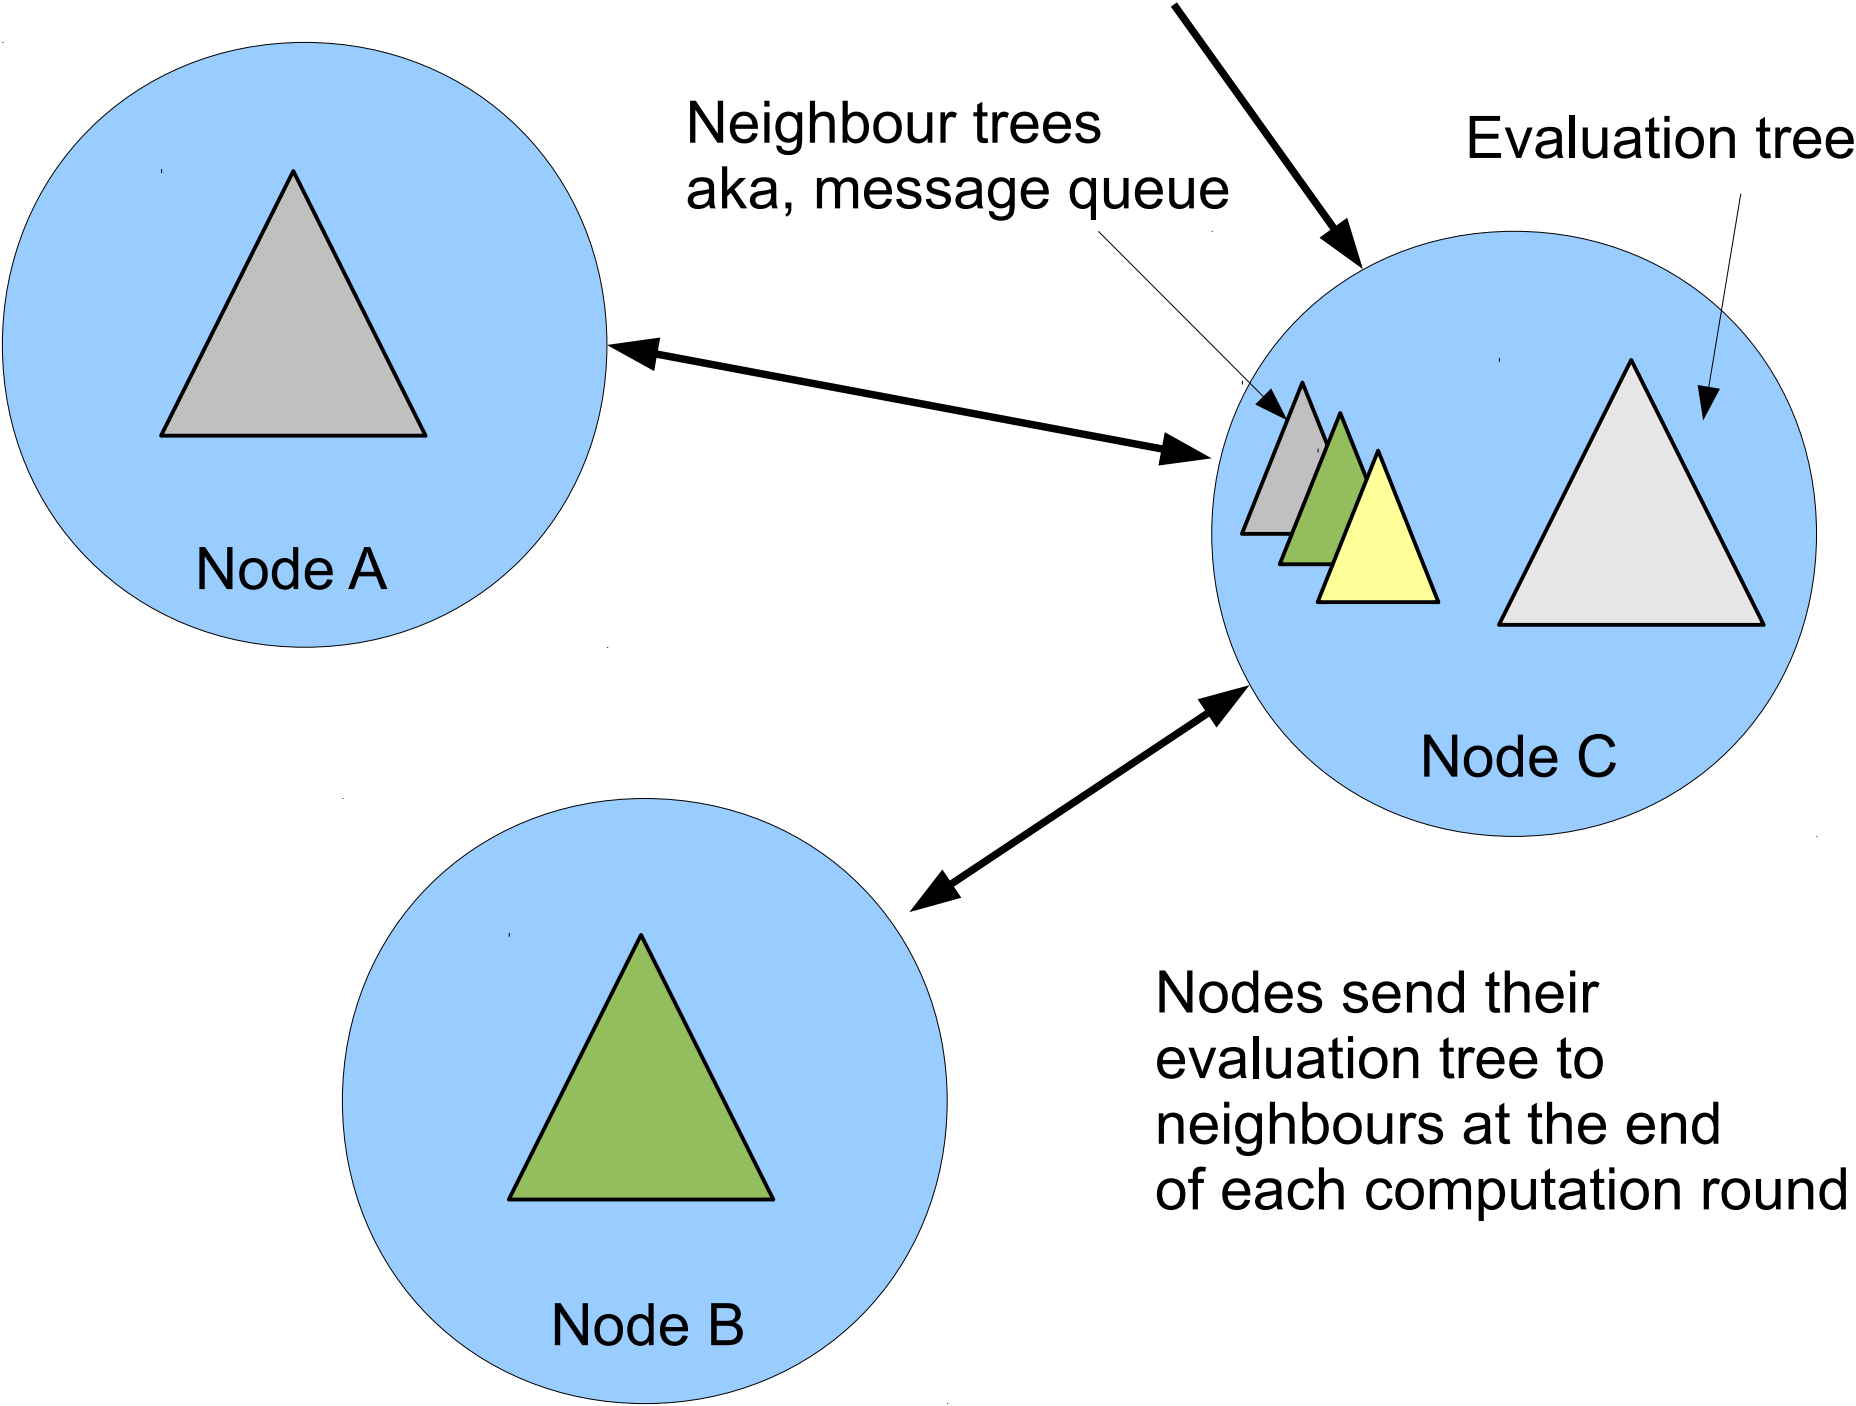 Neighbour trees
aka, message queue
Evaluation tree
Node A
Node C
Nodes send their
evaluation tree to
neighbours at the end
of each computation round
Node B